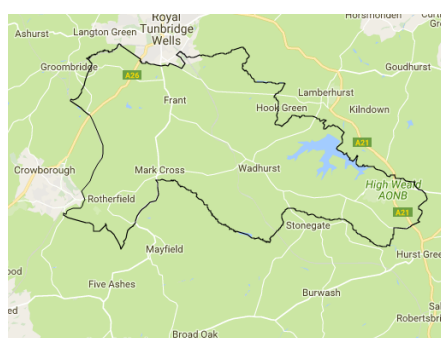 Royal
Tunbridge
Wells
Horsmonden
Ashurst
Langton Green
Groombridge
A26
Goudhurst
Lamberhurst
Frant
Hook Green
Kilndown
A21
Crowborough
Mark Cross
Wadhurst
High Weald
AONB
Rotherfield
A21
Stonegate
Mayfield
Hurst Green
Five Ashes
Burwash
Robertsbri
Broad Oak